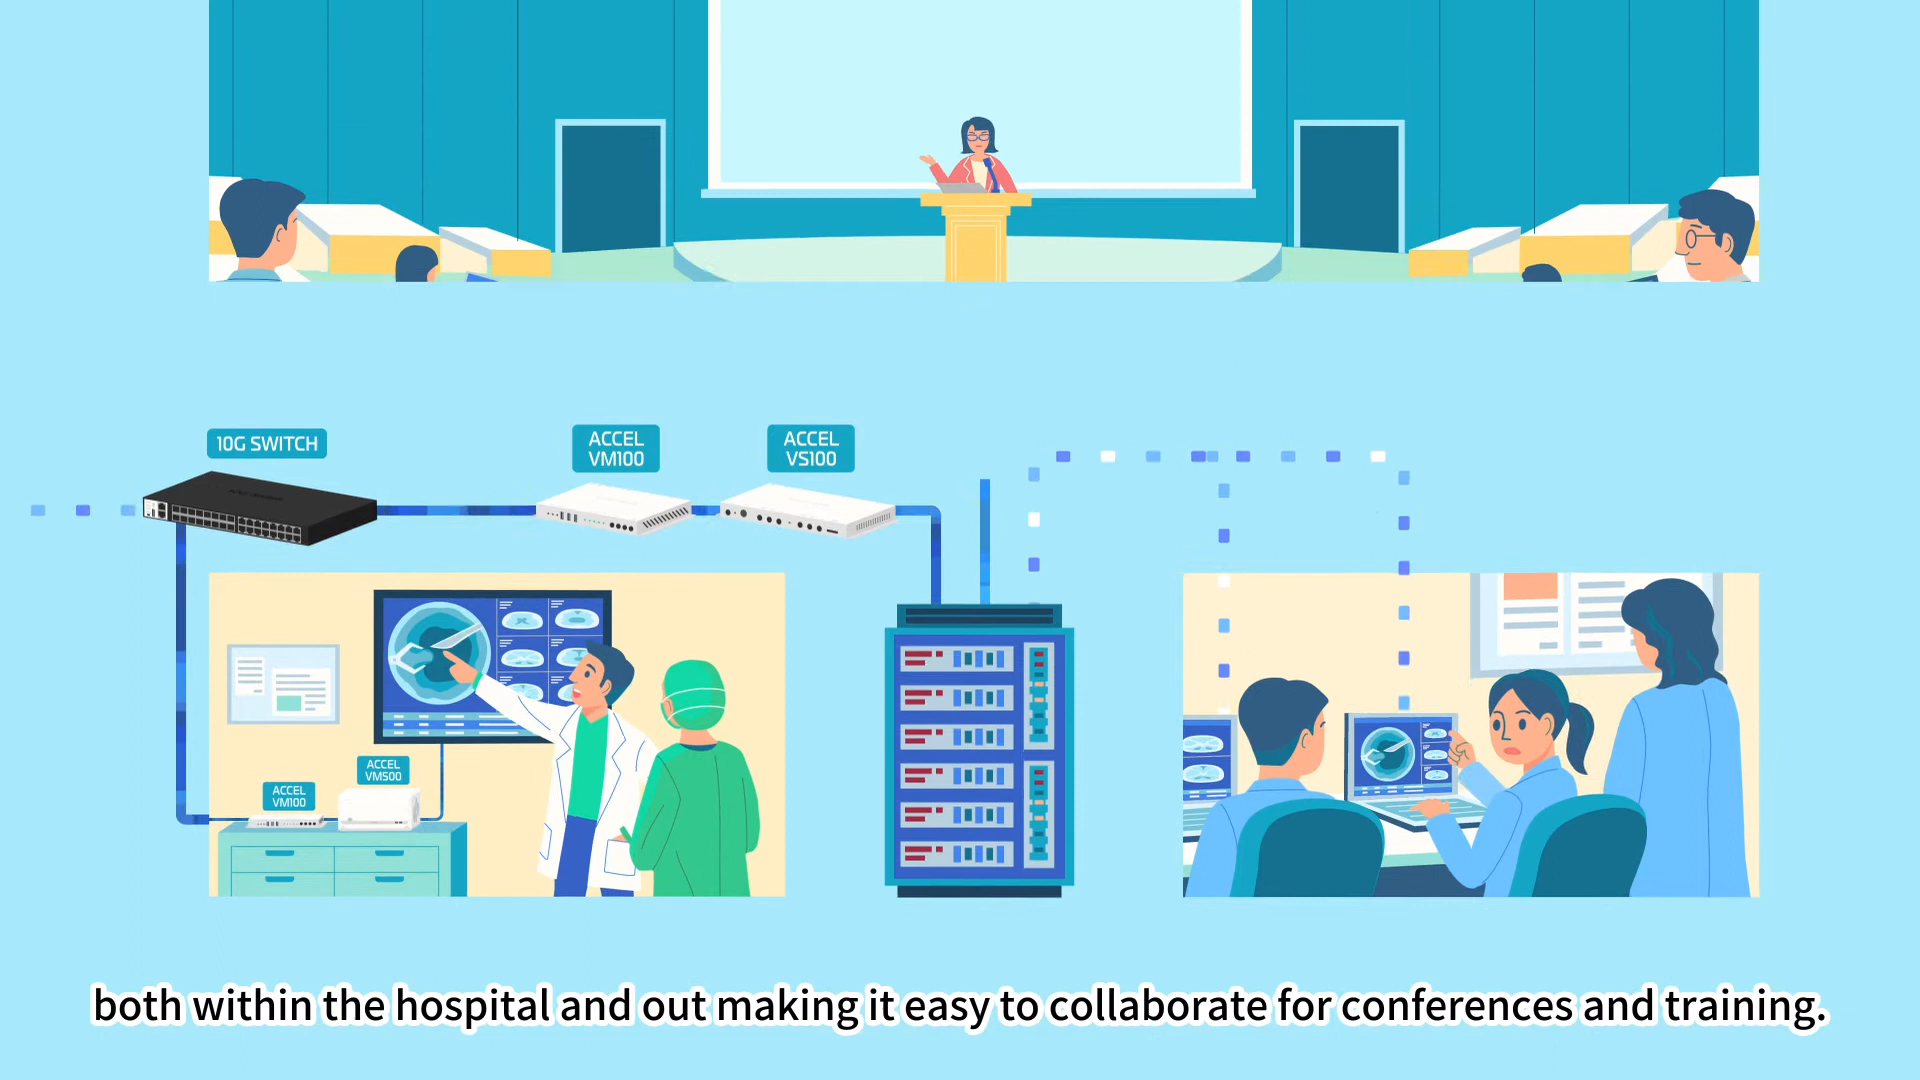 10G SWITCH
ACCEL
VM100
ACCEL
VS100
ACCEL
VM500
ACCEL
VM100
both within the hospital and out making it easy to collaborate for conferences and training.